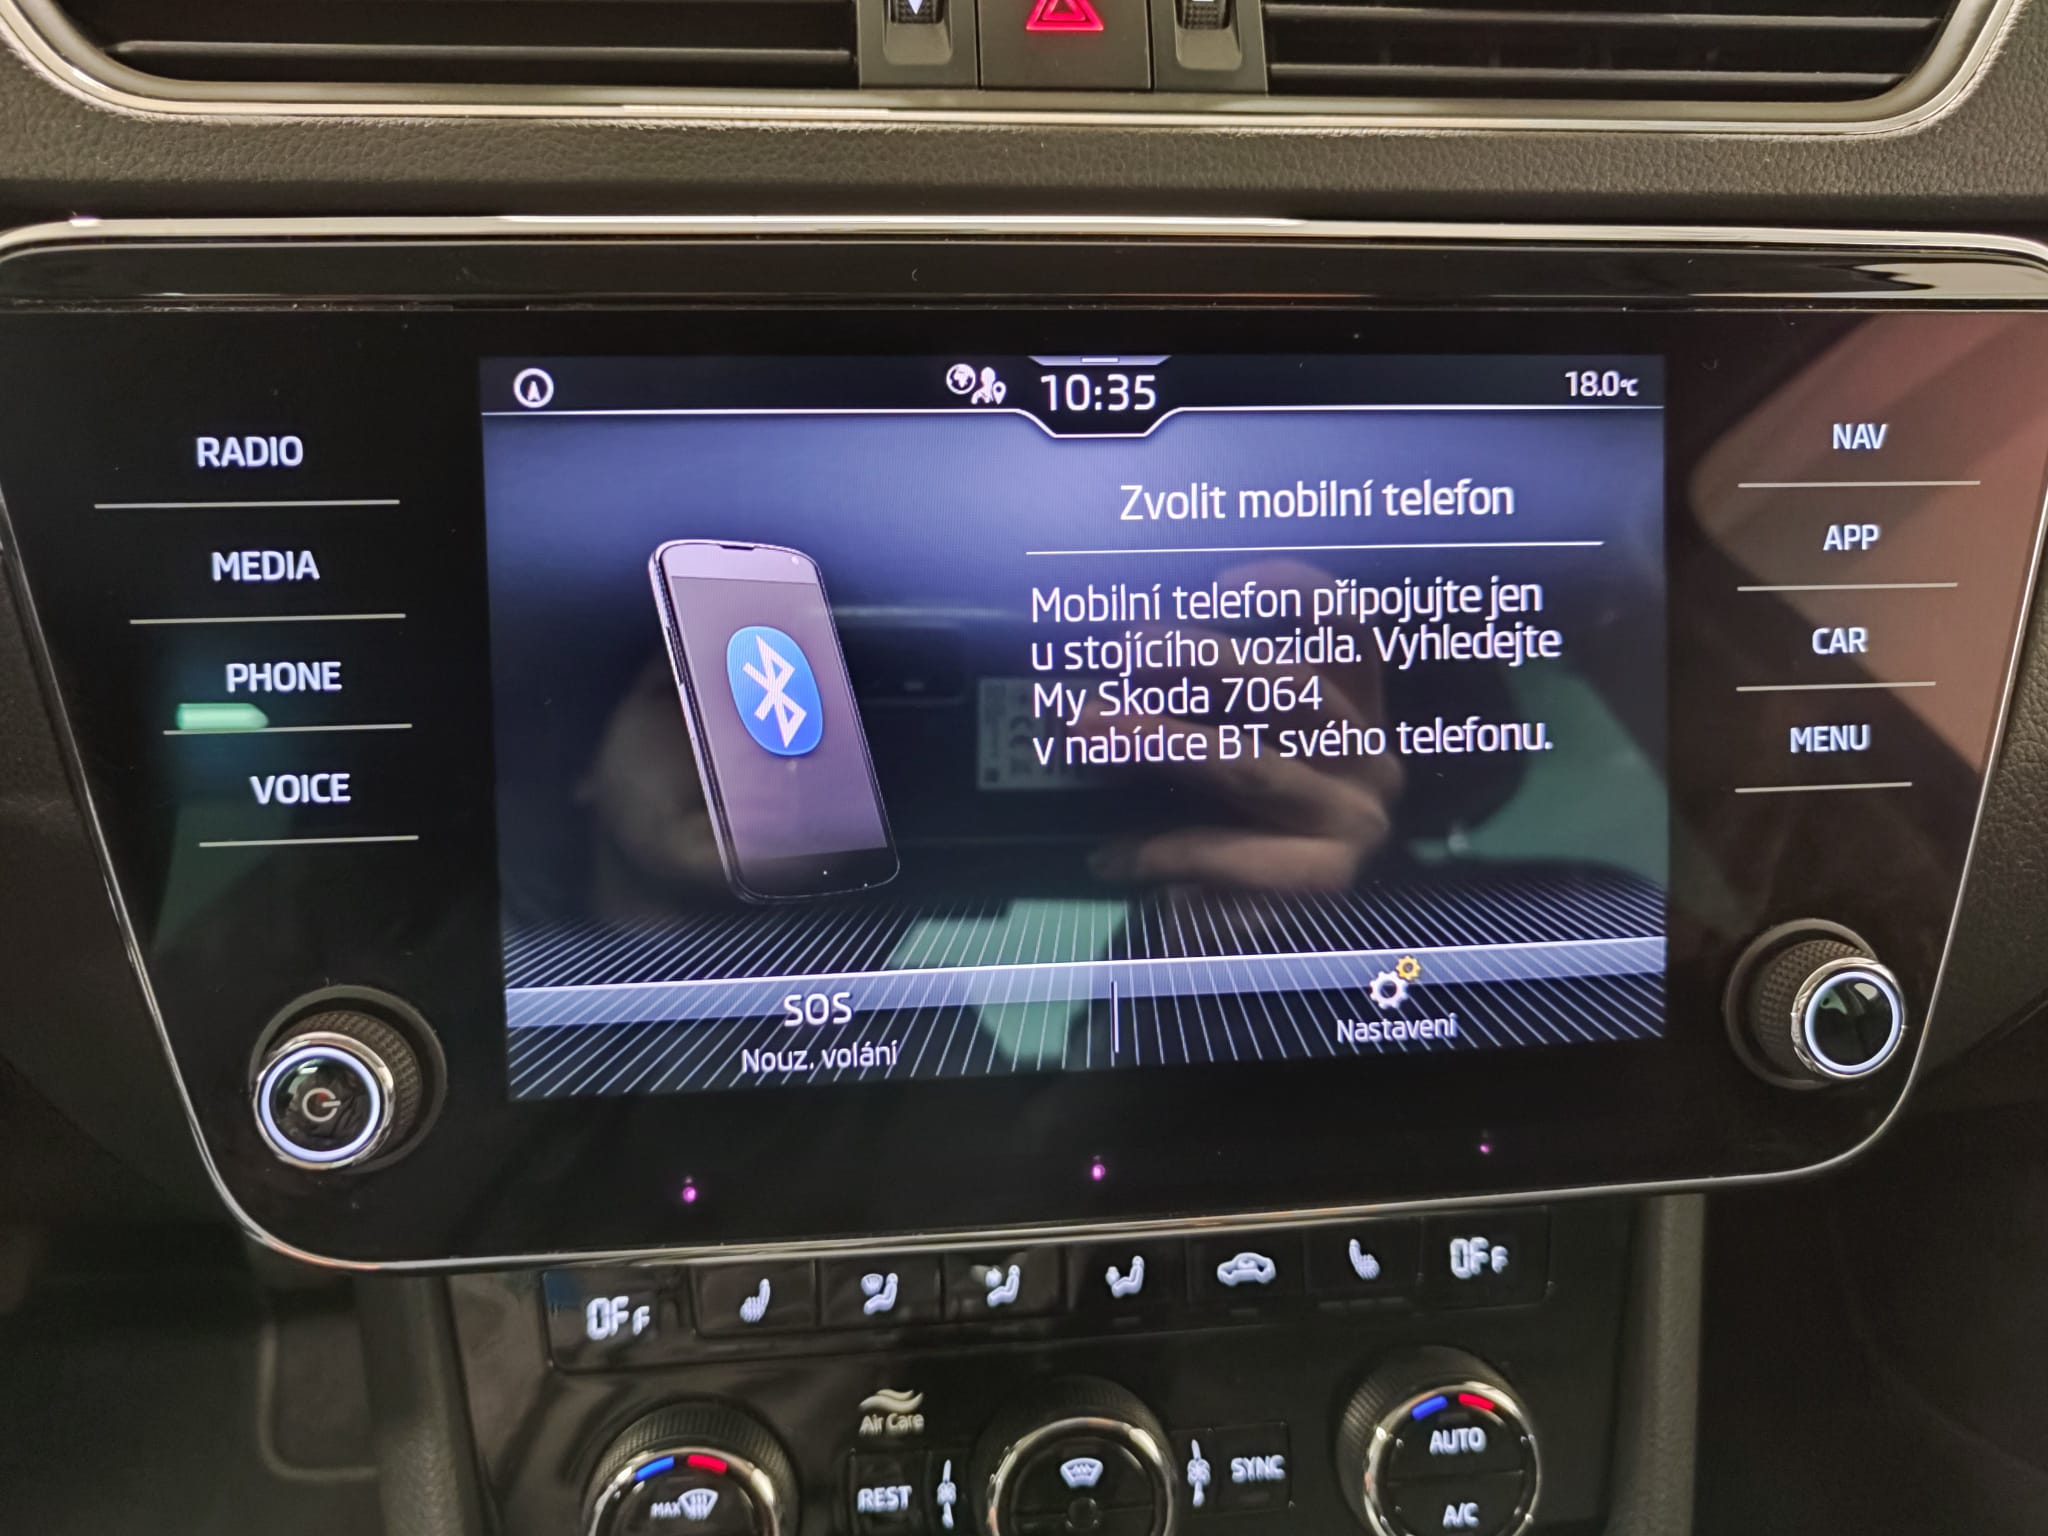 10:35
18.0°C
RADIO
MEDIA
PHONE
VOICE
Zvolit mobilní telefon
Mobilní telefon připojujte jen
u stojícího vozidla. Vyhledejte
My Skoda 7064
v nabídce BT svého telefonu.
SOS
Nouz. volání
Nastavení
NAV
APP
CAR
MENU
OFF
OFF
Air Care
MAX
REST
SYNC
AUTO
A/C